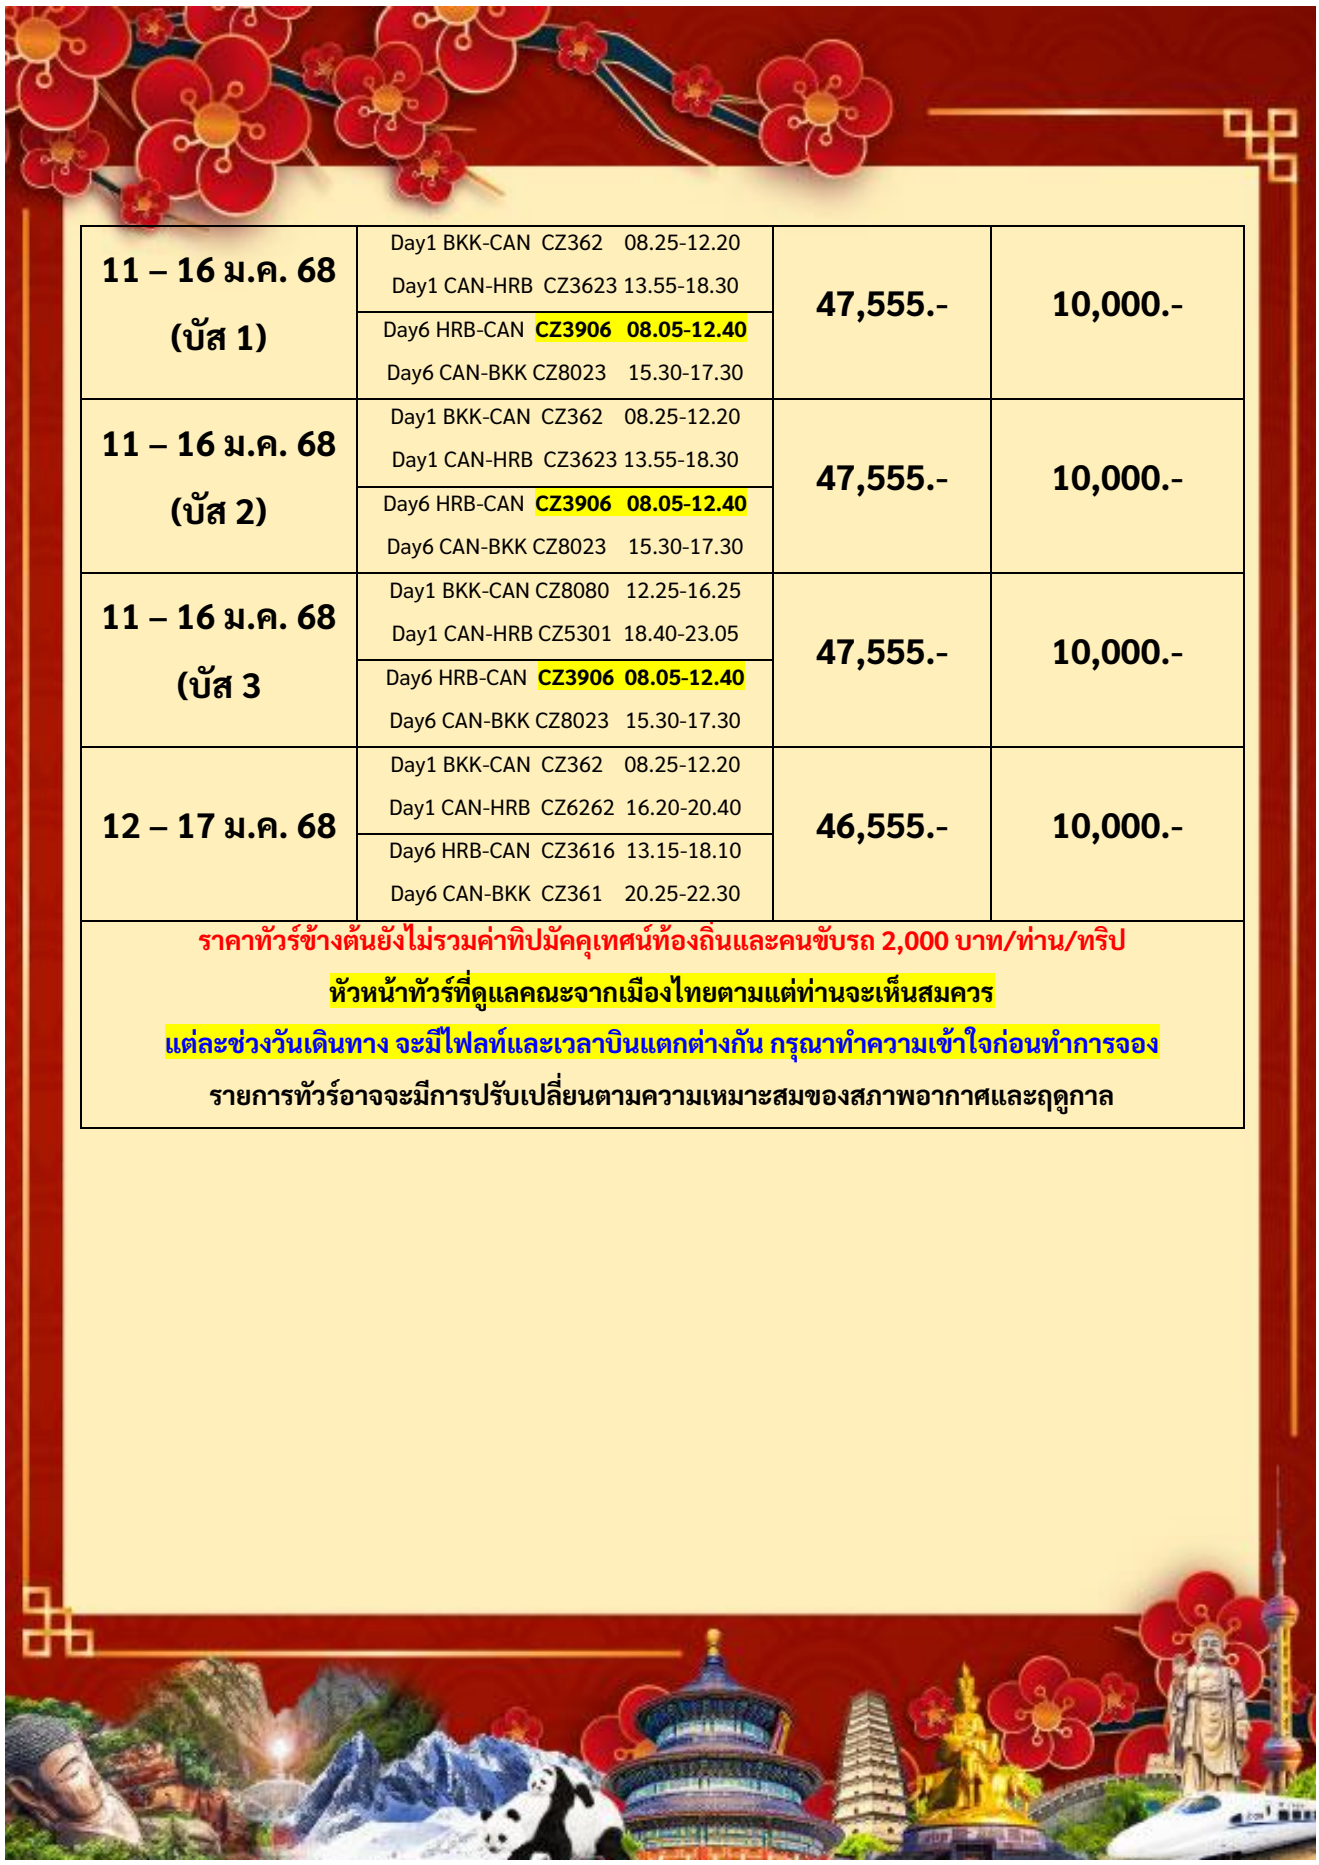 11 – 16 ม.ค. 68
(บัส 1)
Day1 BKK-CAN CZ362 08.25-12.20
Day1 CAN-HRB CZ3623 13.55-18.30
Day6 HRB-CAN CZ3906 08.05-12.40
Day6 CAN-BKK CZ8023 15.30-17.30
47,555.-
10,000.-
11 – 16 ม.ค. 68
(บัส 2)
Day1 BKK-CAN CZ362 08.25-12.20
Day1 CAN-HRB CZ3623 13.55-18.30
Day6 HRB-CAN CZ3906 08.05-12.40
Day6 CAN-BKK CZ8023 15.30-17.30
47,555.-
10,000.-
11 – 16 ม.ค. 68
(บัส 3
Day1 BKK-CAN CZ8080 12.25-16.25
Day1 CAN-HRB CZ5301 18.40-23.05
Day6 HRB-CAN CZ3906 08.05-12.40
Day6 CAN-BKK CZ8023 15.30-17.30
47,555.-
10,000.-
12 – 17 ม.ค. 68
Day1 BKK-CAN CZ362 08.25-12.20
Day1 CAN-HRB CZ6262 16.20-20.40
Day6 HRB-CAN CZ3616 13.15-18.10
Day6 CAN-BKK CZ361 20.25-22.30
46,555.-
10,000.-
ราคาทัวร์ข้างต้นยังไม่รวมค่าทิปมัคคุเทศน์ท้องถิ่นและคนขับรถ 2,000 บาท/ท่าน/ทริป
หัวหน้าทัวร์ที่ดูแลคณะจากเมืองไทยตามแต่ท่านจะเห็นสมควร
แต่ละช่วงวันเดินทาง จะมีไฟลท์และเวลาบินแตกต่างกัน กรุณาทำความเข้าใจก่อนทำการจอง
รายการทัวร์อาจจะมีการปรับเปลี่ยนตามความเหมาะสมของสภาพอากาศและฤดูกาล